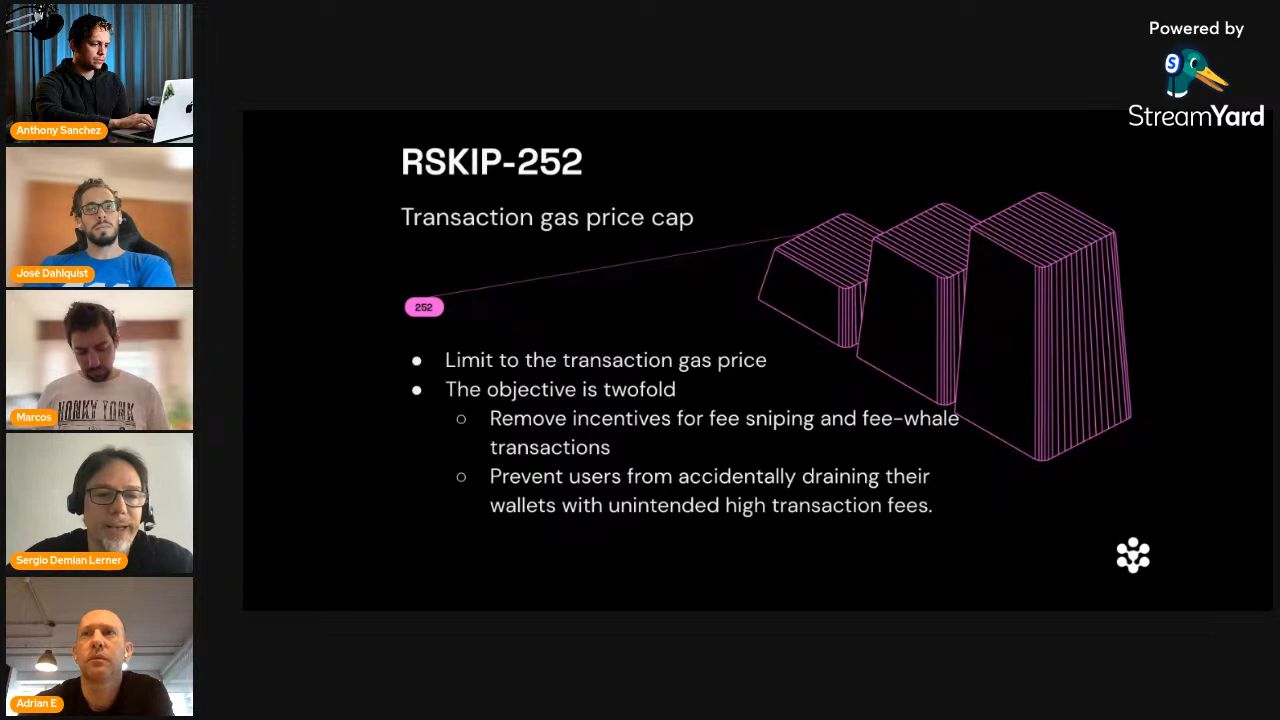 Powered by
StreamYard
Anthony Sanchez
José Dahlquist
HONKY TONK
Marcos
Sergio Demian Lerner
Adrian E
RSKIP-252
Transaction gas price cap
252
● Limit to the transaction gas price
● The objective is twofold
○ Remove incentives for fee sniping and fee-whale
transactions
○ Prevent users from accidentally draining their
wallets with unintended high transaction fees.